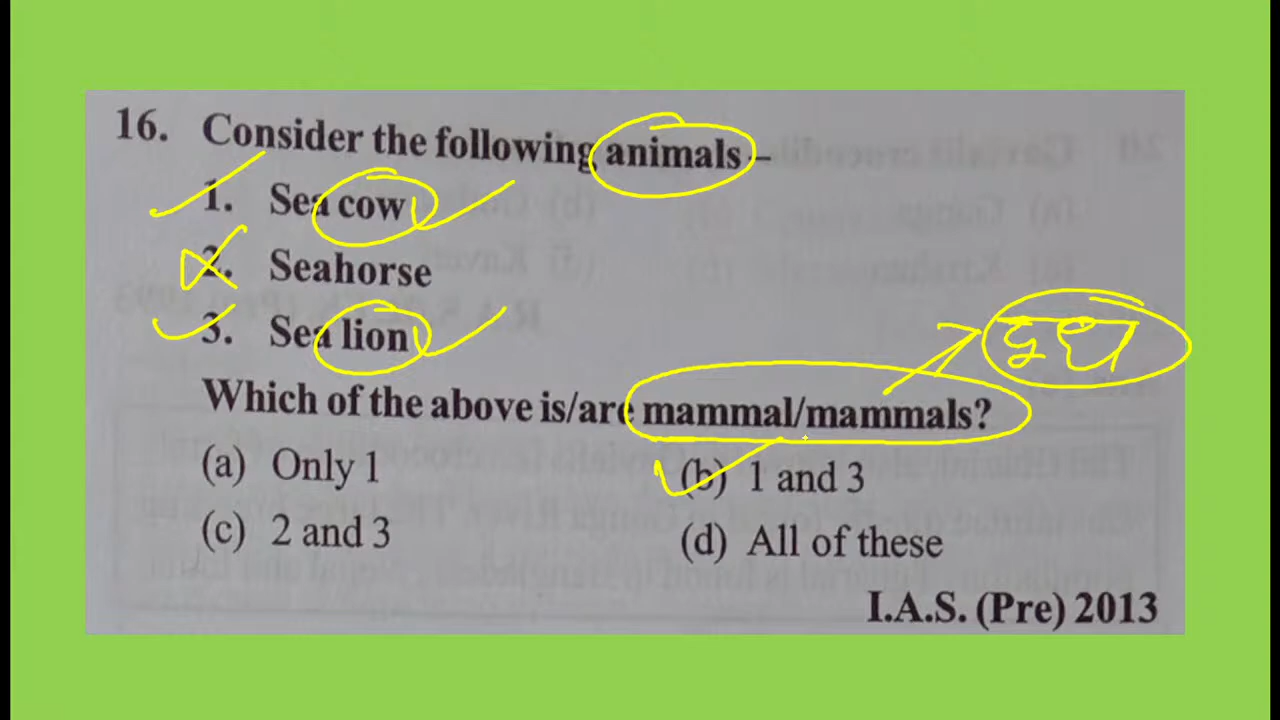 16. Consider the following animals –
1. Sea cow
2. Seahorse
3. Sea lion
दूध
Which of the above is/are mammal/mammals?
(a) Only 1 (b) 1 and 3
(c) 2 and 3 (d) All of these
I.A.S. (Pre) 2013